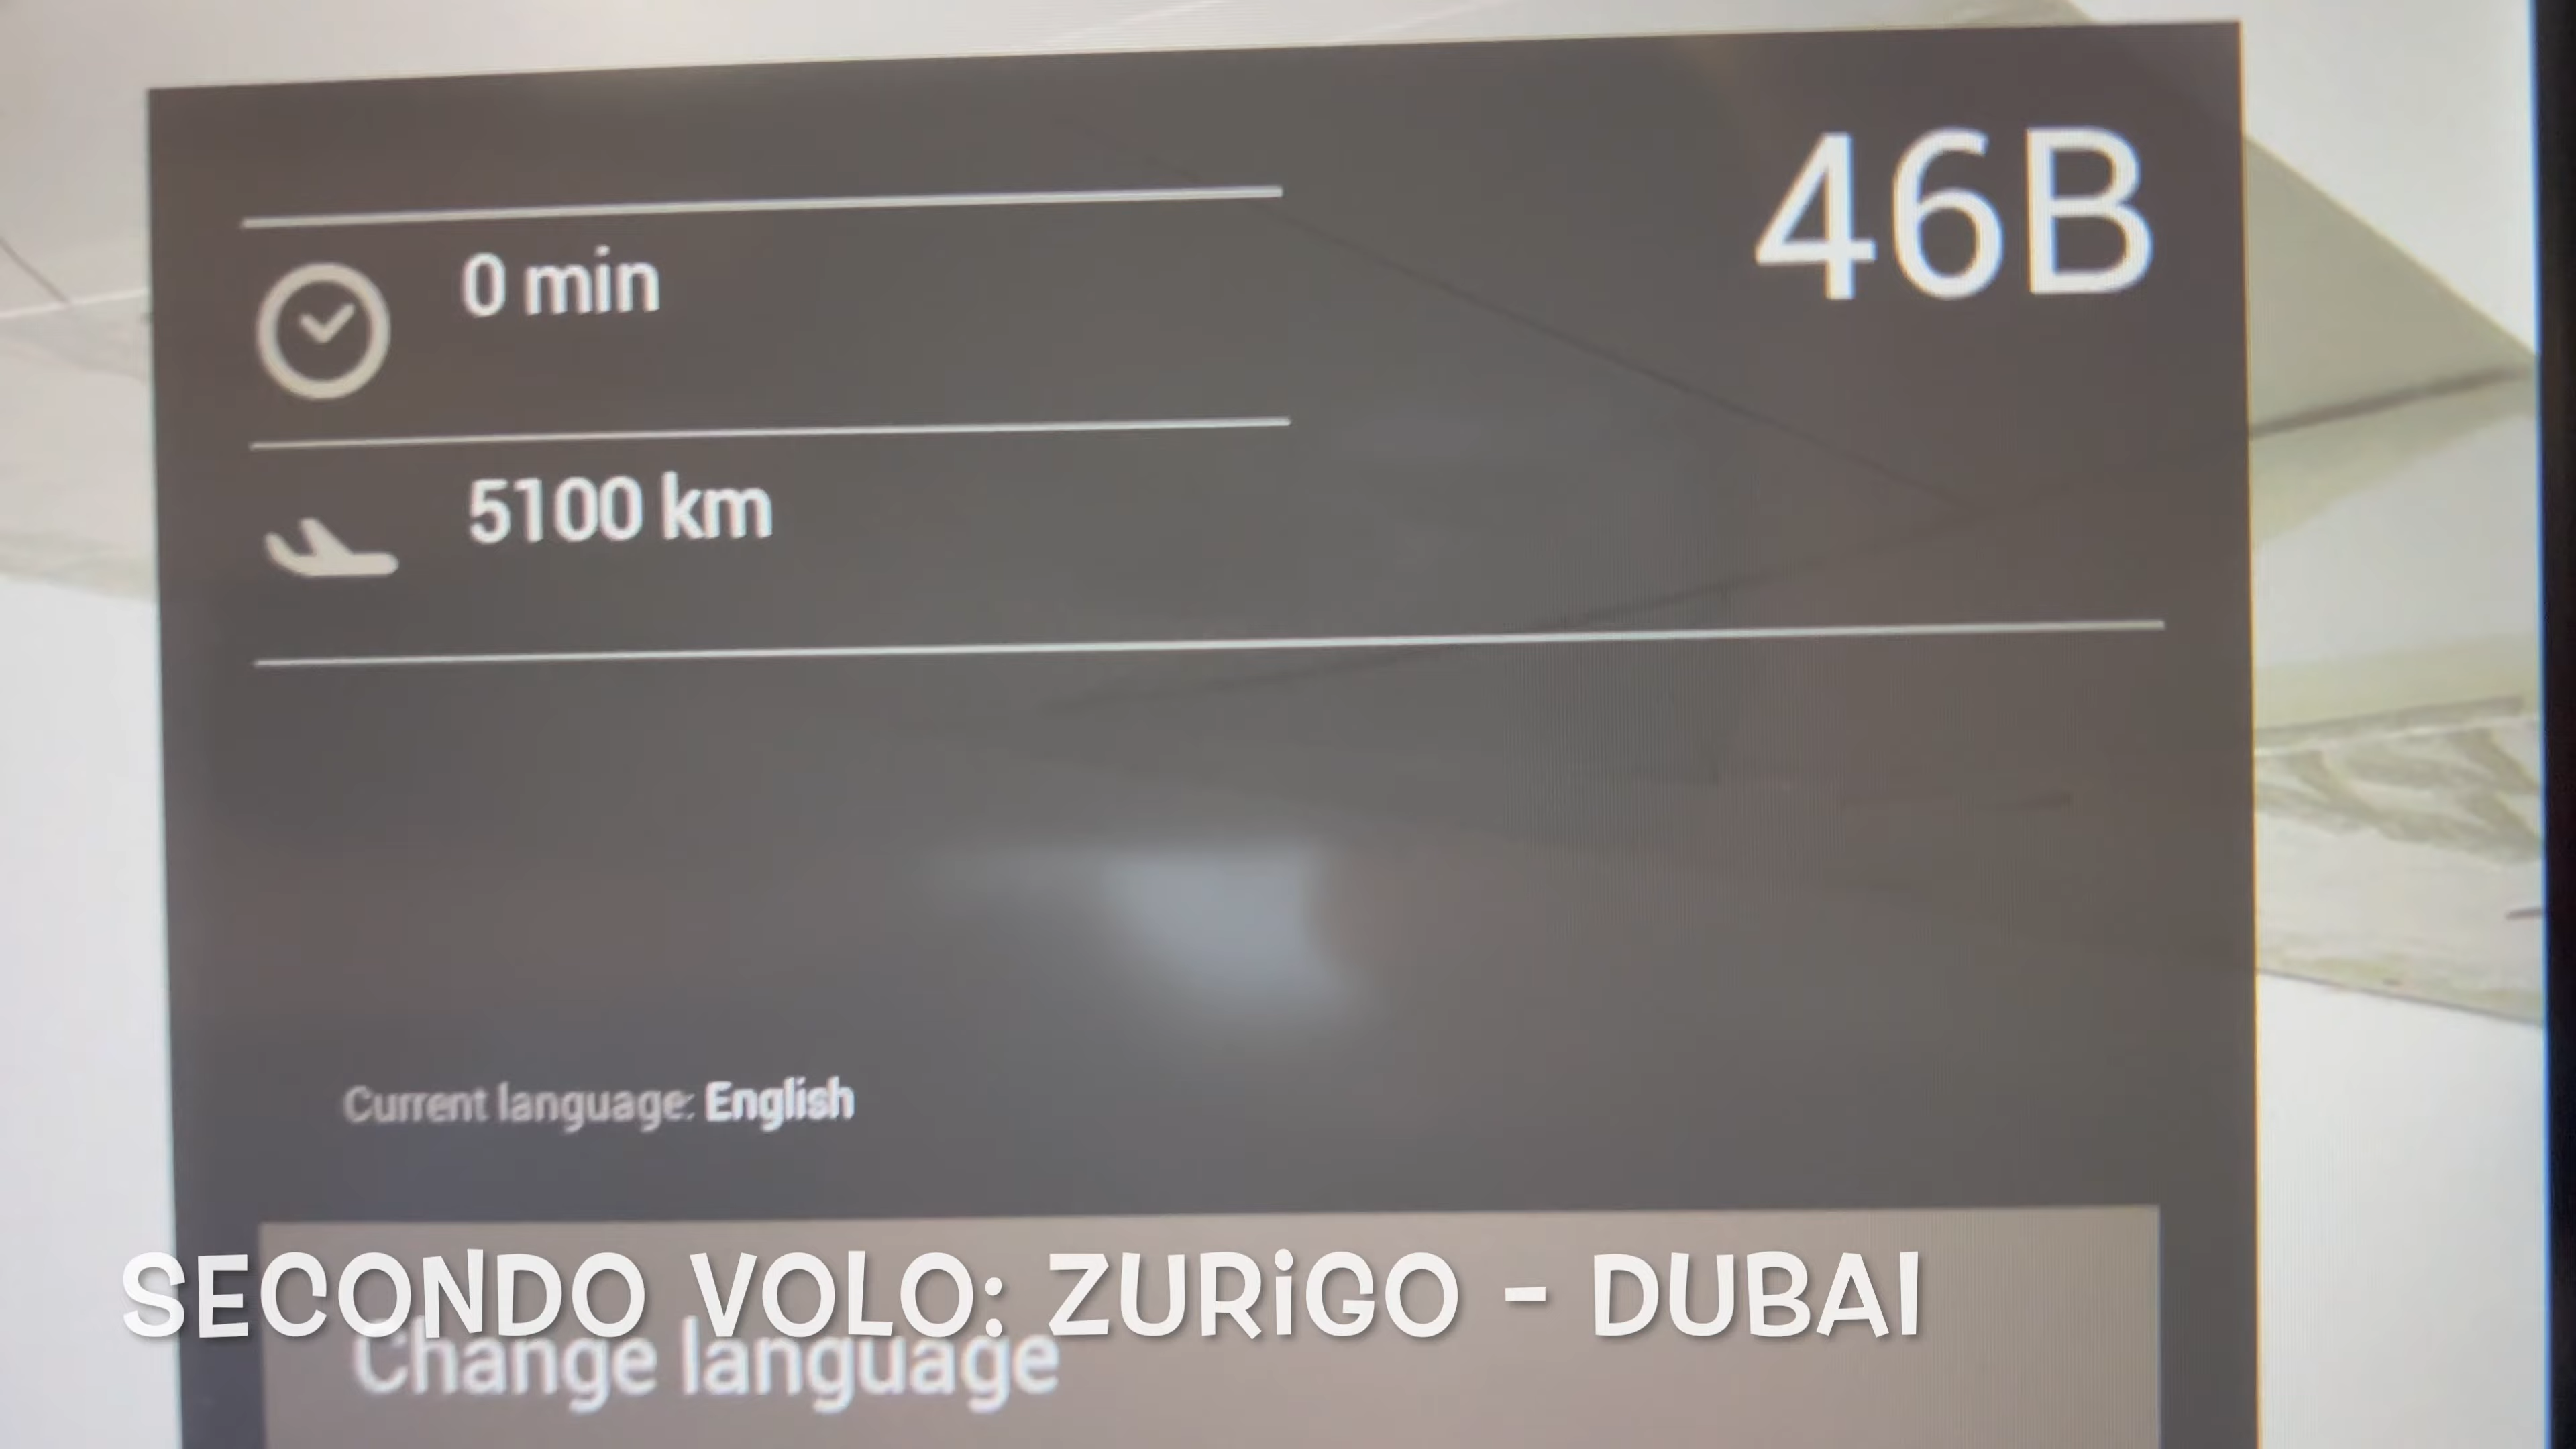 46B
0 min
5100 km
Current language: English
SECONDO VOLO: ZURiGO - DUBAI
Change language